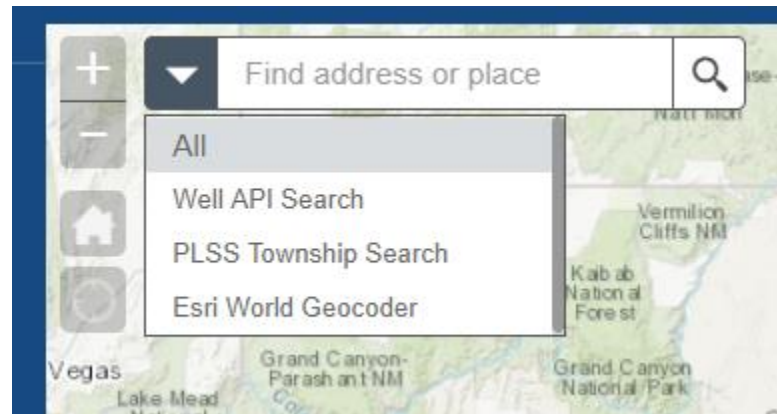 Find address or place
All
Well API Search
PLSS Township Search
Esri World Geocoder
Vermilion
Cliffs NM
Kaibab
National
Forest
Vegas
Grand Canyon-
Parashant NM
Grand Canyon
National Park
Lake Mead